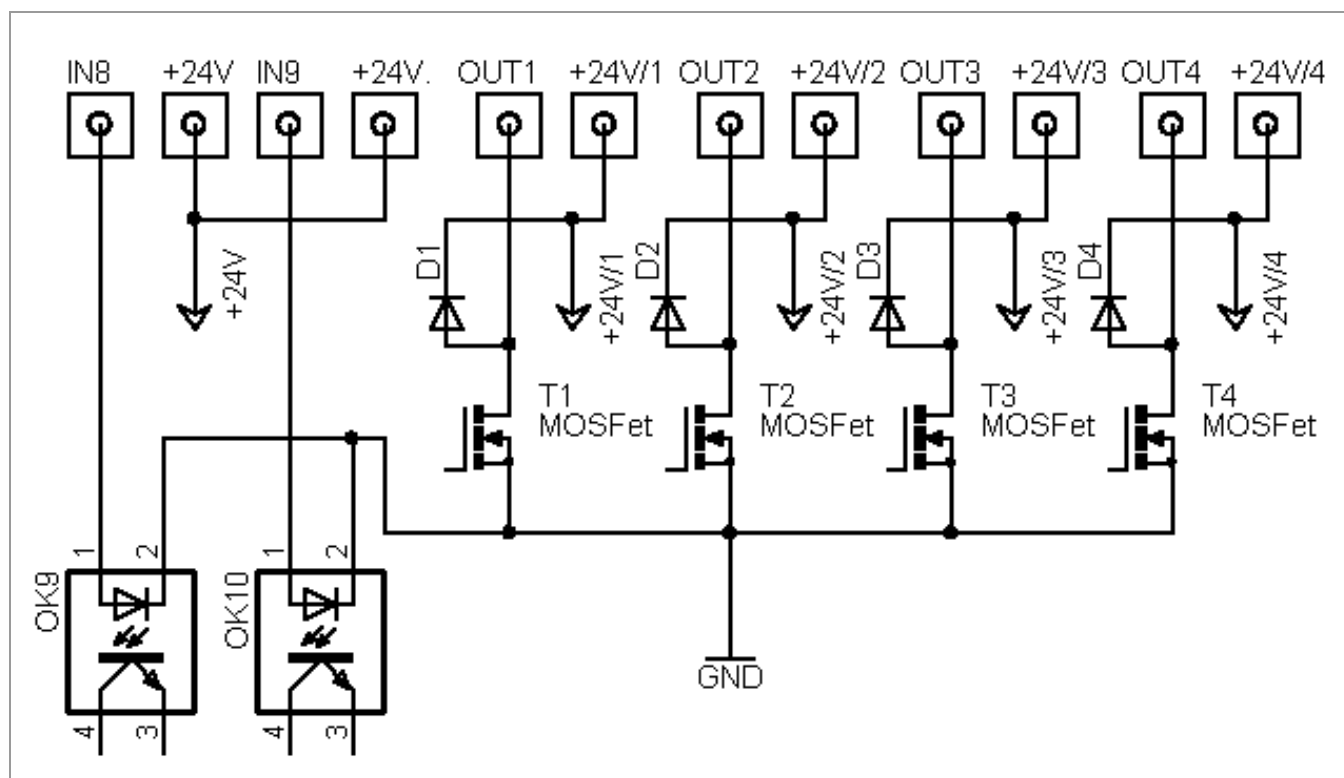 IN8 +24V IN9 +24V. OUT1 +24V/1 OUT2 +24V/2 OUT3 +24V/3 OUT4 +24V/4
+24V
D1
+24V/1
D2
+24V/2
D3
+24V/3
D4
+24V/4
T1
MOSFet
T2
MOSFet
T3
MOSFet
T4
MOSFet
1 2 1 2
OK9
OK10
4 3 4 3
GND